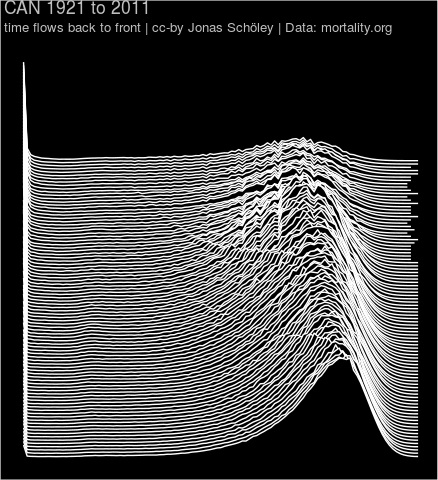 CAN 1921 to 2011
time flows back to front | cc-by Jonas Schöley | Data: mortality.org